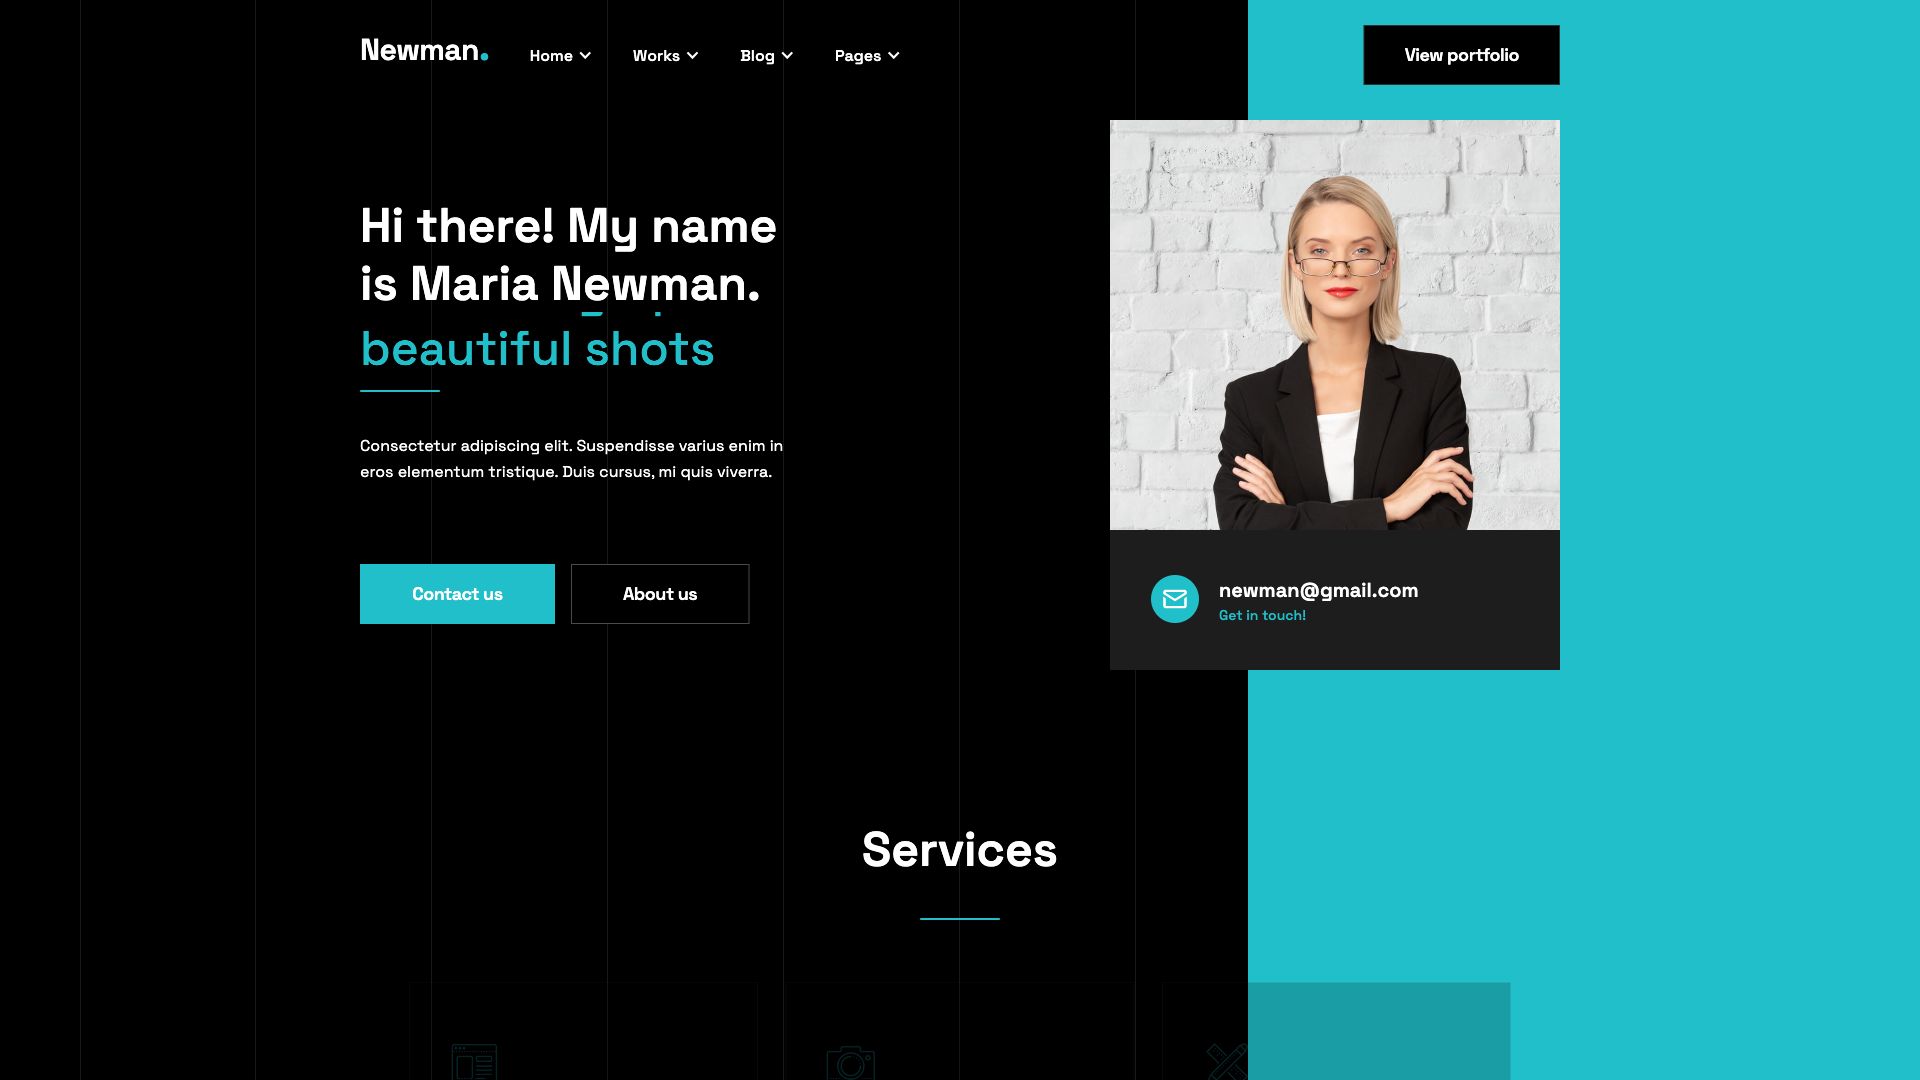 Newman.
Home
Works
Blog
Pages
View portfolio
Hi there! My name
is Maria Newman.
beautiful shots
Consectetur adipiscing elit. Suspendisse varius enim in
eros elementum tristique. Duis cursus, mi quis viverra.
Contact us
About us
newman@gmail.com
Get in touch!
Services